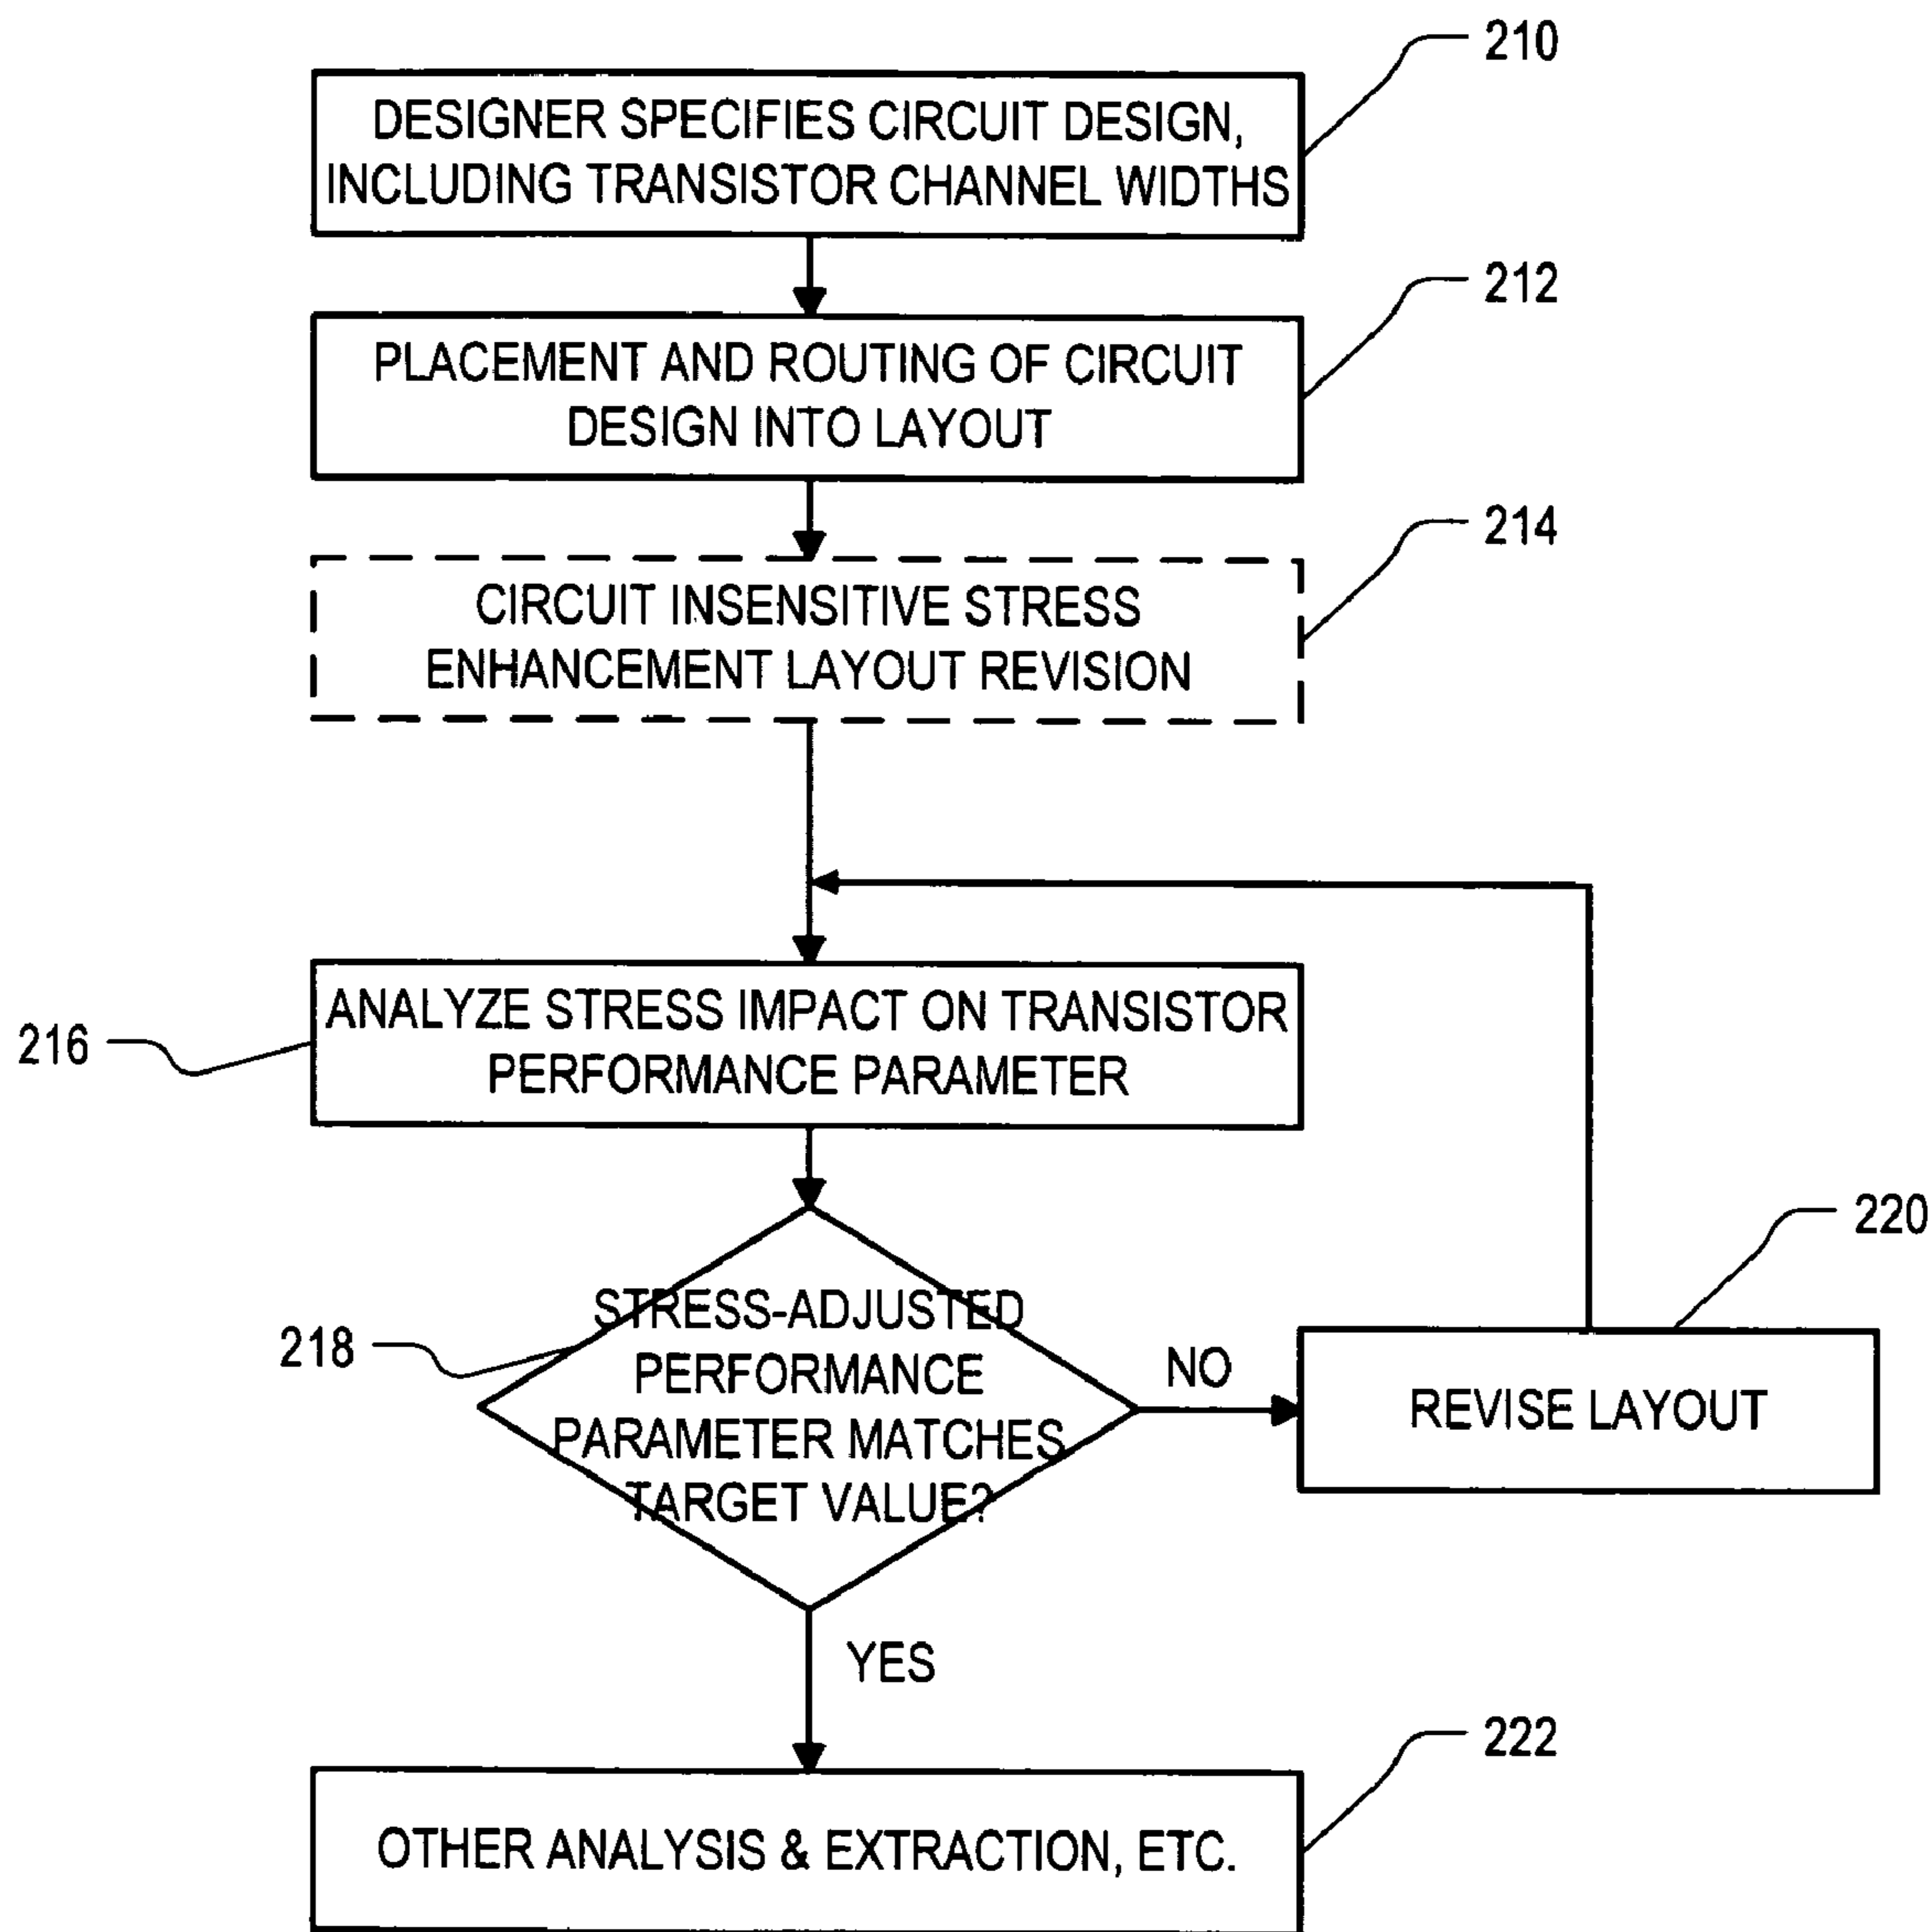 210
DESIGNER SPECIFIES CIRCUIT DESIGN,
INCLUDING TRANSISTOR CHANNEL WIDTHS
212
PLACEMENT AND ROUTING OF CIRCUIT
DESIGN INTO LAYOUT
214
CIRCUIT INSENSITIVE STRESS
ENHANCEMENT LAYOUT REVISION
216
ANALYZE STRESS IMPACT ON TRANSISTOR
PERFORMANCE PARAMETER
218
STRESS-ADJUSTED
PERFORMANCE
PARAMETER MATCHES
TARGET VALUE?
NO
220
REVISE LAYOUT
YES
222
OTHER ANALYSIS & EXTRACTION, ETC.